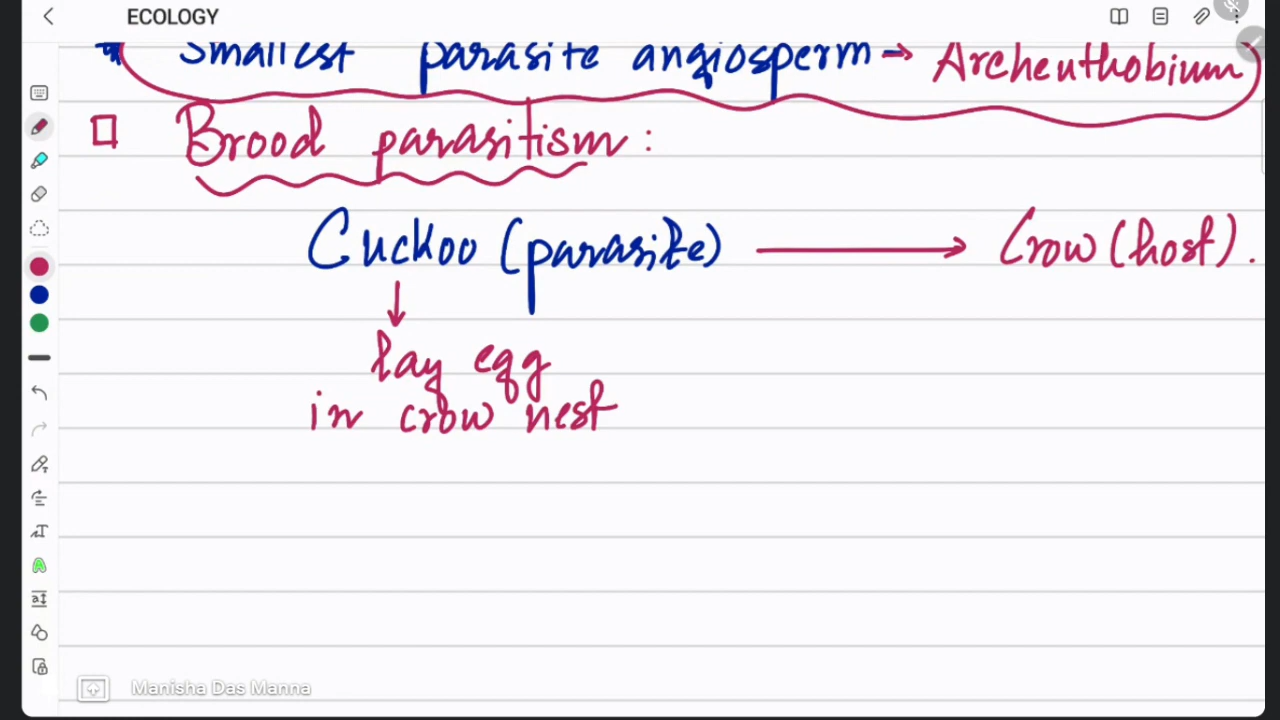 ECOLOGY
Smallest parasite angiosperm → Archeuthobium
Brood parasitism :
Cuckoo (parasite) → Crow (host).
↓
lay egg
in crow nest
Manisha Das Manna